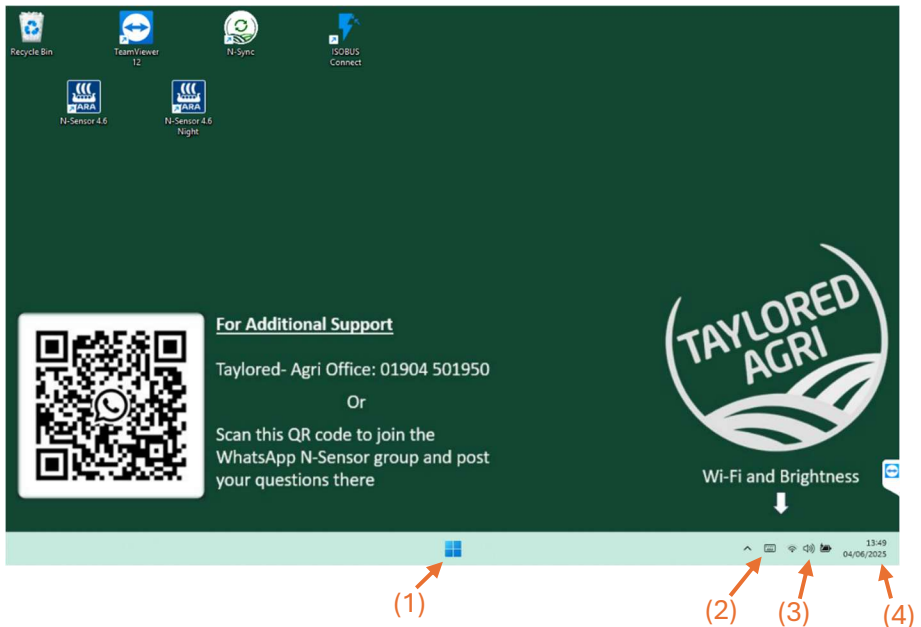 Recycle Bin
TeamViewer
12
N-Sync
ISOBUS
Connect
ARA
ARA
N-Sensor 4.6
N-Sensor 4.6
Night
For Additional Support
Taylored- Agri Office: 01904 501950
Or
Scan this QR code to join the
WhatsApp N-Sensor group and post
your questions there
TAYLORED
AGRI
Wi-Fi and Brightness
13:49
04/06/2025
(1)
(2)
(3)
(4)